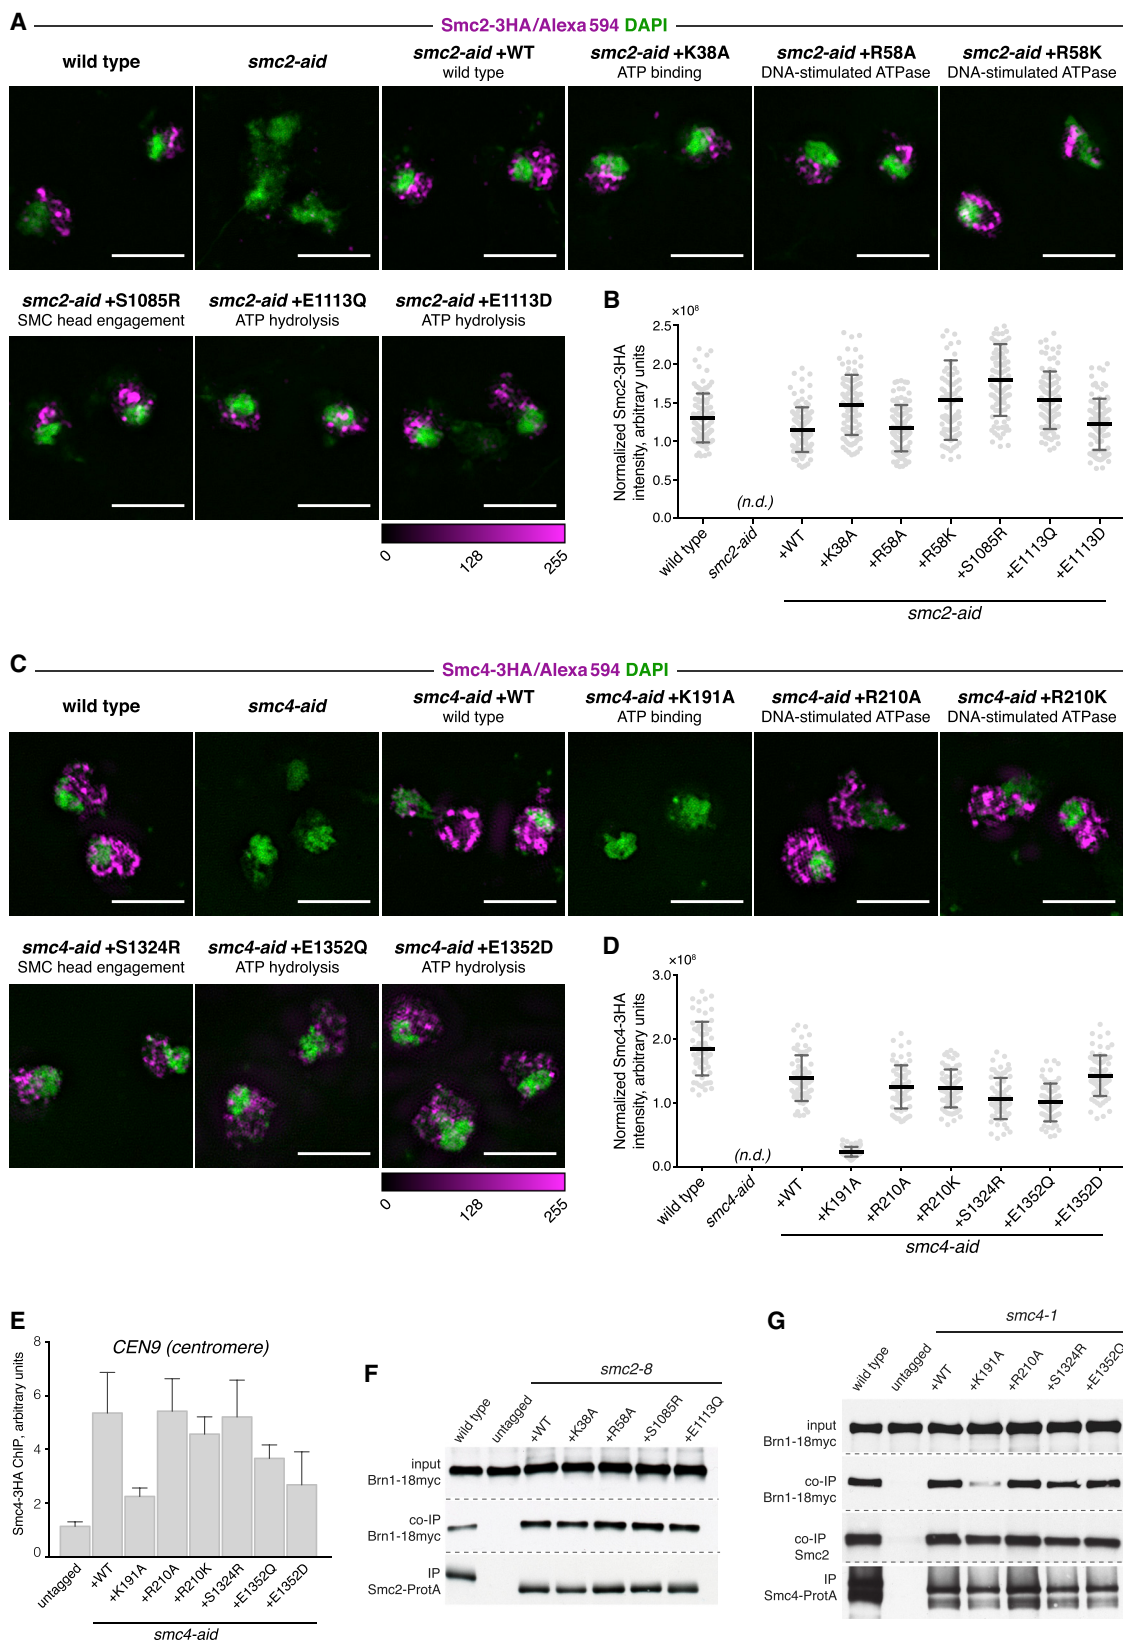 A
Smc2-3HA/Alexa 594 DAPI
wild type
smc2-aid
smc2-aid +WT
wild type
smc2-aid +K38A
ATP binding
smc2-aid +R58A
DNA-stimulated ATPase
smc2-aid +R58K
DNA-stimulated ATPase
smc2-aid +S1085R
SMC head engagement
smc2-aid +E1113Q
ATP hydrolysis
smc2-aid +E1113D
ATP hydrolysis
0
128
255
B
×10⁸
Normalized Smc2-3HA
intensity, arbitrary units
2.5
2.0
1.5
1.0
0.5
0.0
(n.d.)
wild type
smc2-aid
+WT
+K38A
+R58A
+R58K
+S1085R
+E1113Q
+E1113D
smc2-aid
C
Smc4-3HA/Alexa 594 DAPI
wild type
smc4-aid
smc4-aid +WT
wild type
smc4-aid +K191A
ATP binding
smc4-aid +R210A
DNA-stimulated ATPase
smc4-aid +R210K
DNA-stimulated ATPase
smc4-aid +S1324R
SMC head engagement
smc4-aid +E1352Q
ATP hydrolysis
smc4-aid +E1352D
ATP hydrolysis
0
128
255
D
×10⁸
Normalized Smc4-3HA
intensity, arbitrary units
3.0
2.0
1.0
0.0
(n.d.)
wild type
smc4-aid
+WT
+K191A
+R210A
+R210K
+S1324R
+E1352Q
+E1352D
smc4-aid
E
CEN9 (centromere)
Smc4-3HA ChIP, arbitrary units
8
6
4
2
0
untagged
+WT
+K191A
+R210A
+R210K
+S1324R
+E1352Q
+E1352D
smc4-aid
F
smc2-8
wild type
untagged
+WT
+K38A
+R58A
+S1085R
+E1113Q
input
Brn1-18myc
co-IP
Brn1-18myc
IP
Smc2-ProtA
G
smc4-1
wild type
untagged
+WT
+K191A
+R210A
+S1324R
+E1352Q
input
Brn1-18myc
co-IP
Brn1-18myc
co-IP
Smc2
IP
Smc4-ProtA